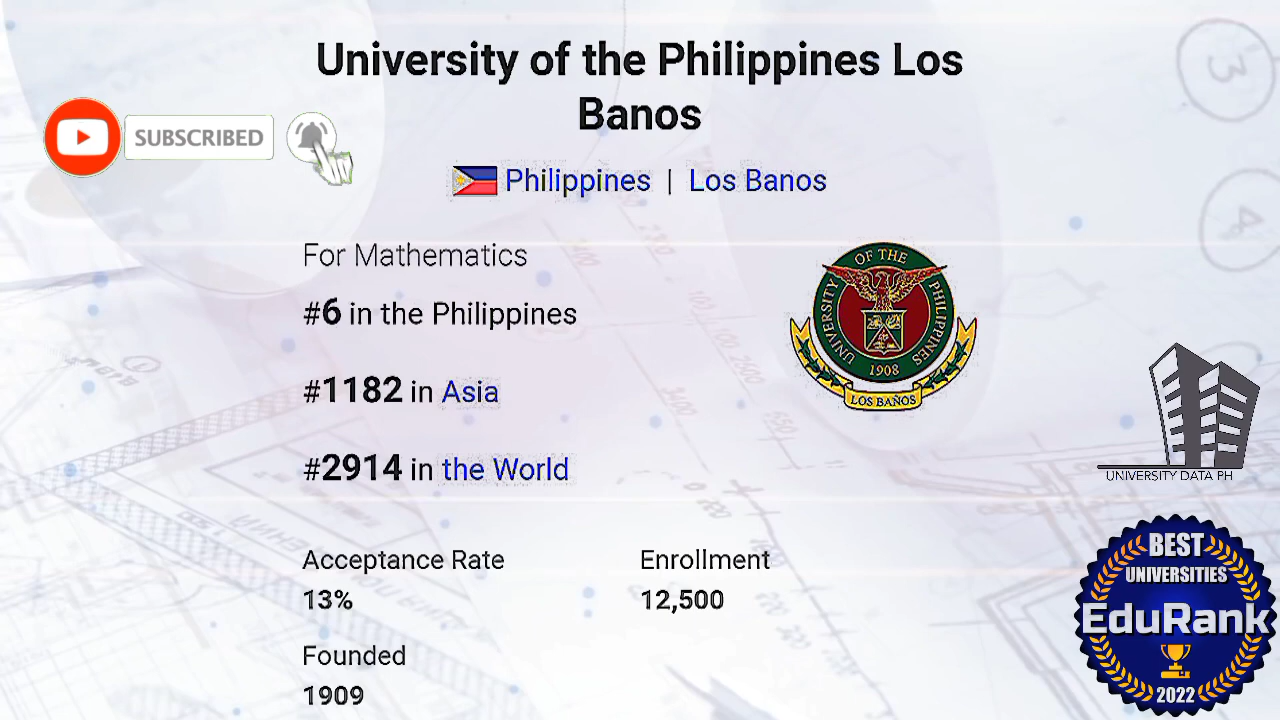 University of the Philippines Los
Banos
SUBSCRIBED
Philippines | Los Banos
For Mathematics
#6 in the Philippines
#1182 in Asia
#2914 in the World
UNIVERSITY OF THE PHILIPPINES
1908
LOS BAÑOS
UNIVERSITY DATA PH
Acceptance Rate
13%
Enrollment
12,500
Founded
1909
BEST
UNIVERSITIES
EduRank
2022